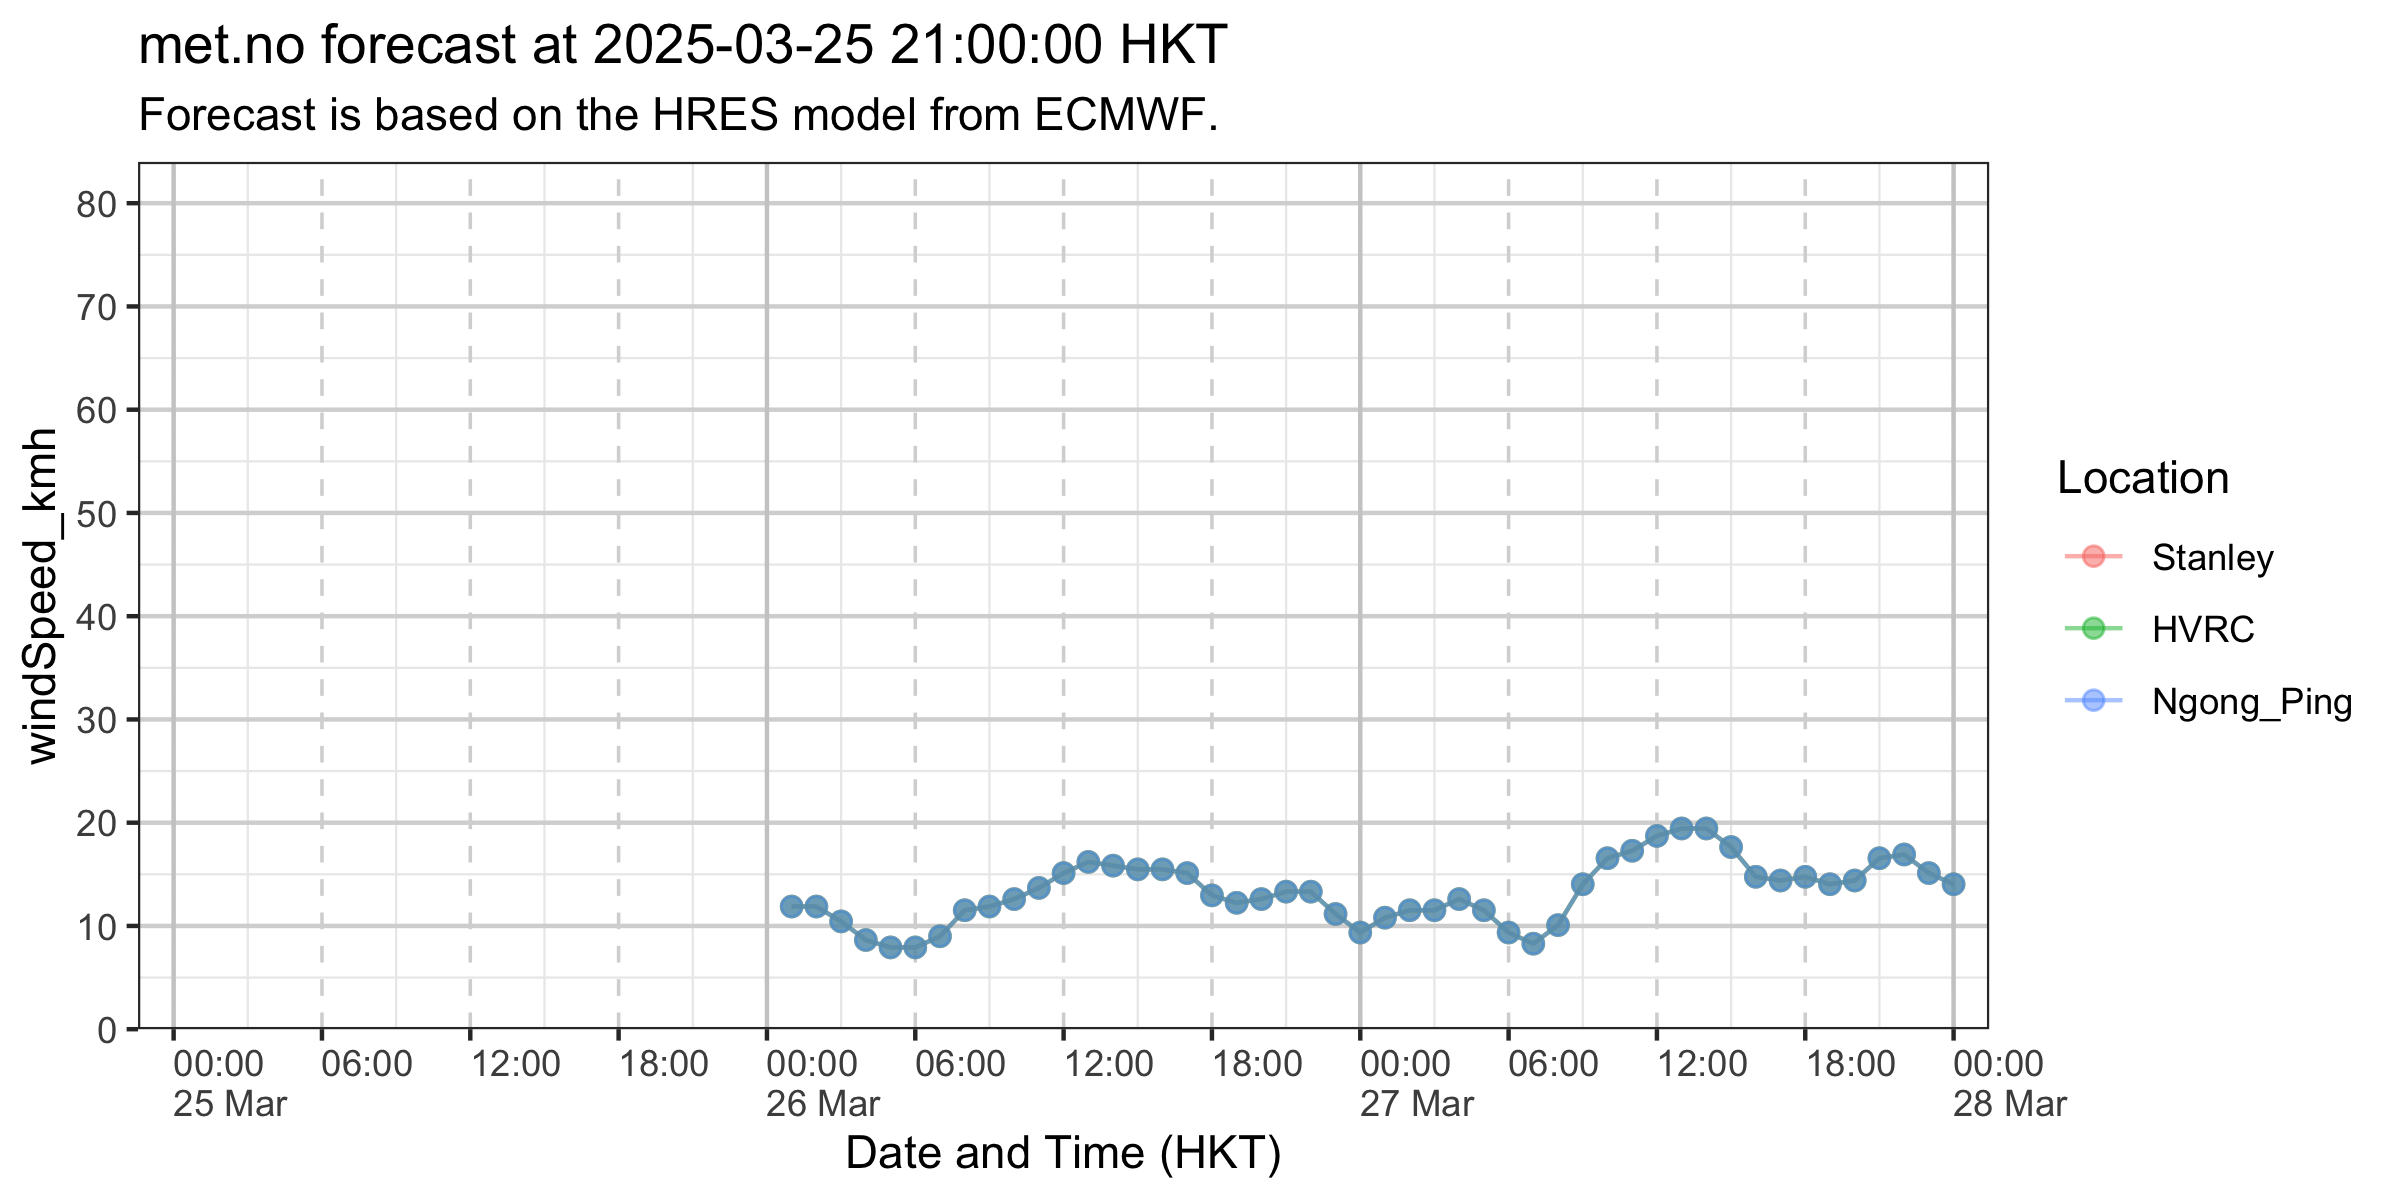 met.no forecast at 2025-03-25 21:00:00 HKT
Forecast is based on the HRES model from ECMWF.
windSpeed_kmh
80
70
60
50
40
30
20
10
0
00:00 06:00 12:00 18:00 00:00 06:00 12:00 18:00 00:00 06:00 12:00 18:00 00:00
25 Mar 26 Mar 27 Mar 28 Mar
Date and Time (HKT)
Location
Stanley
HVRC
Ngong_Ping